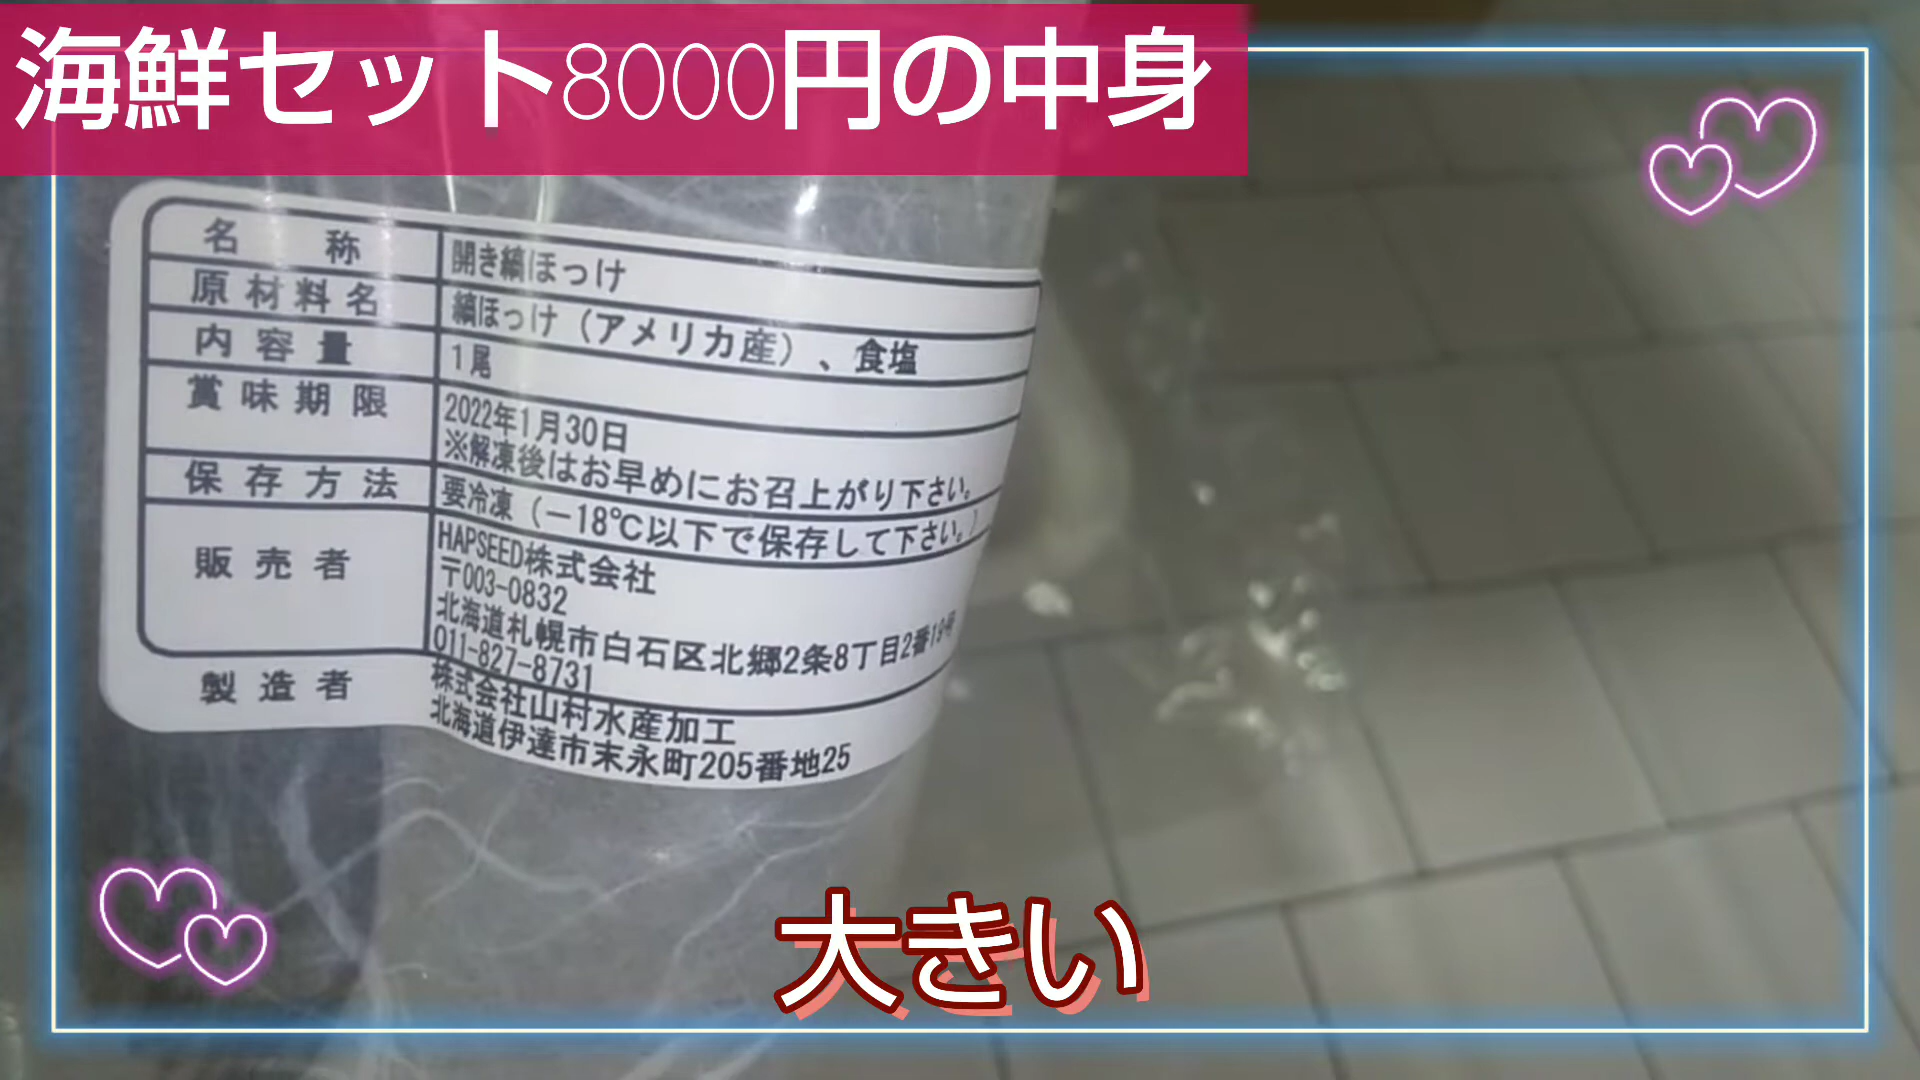 海鮮セット8000円の中身
名称 開き縞ほっけ
原材料名 縞ほっけ（アメリカ産）、食塩
内容量 1尾
賞味期限 2022年1月30日
※解凍後はお早めにお召上がり下さい。
保存方法 要冷凍（－18℃以下で保存して下さい。）
販売者 HAPSEED株式会社
〒003-0832
北海道札幌市白石区北郷2条8丁目2番19号
011-827-8731
製造者 株式会社山村水産加工
北海道伊達市末永町205番地25
大きい